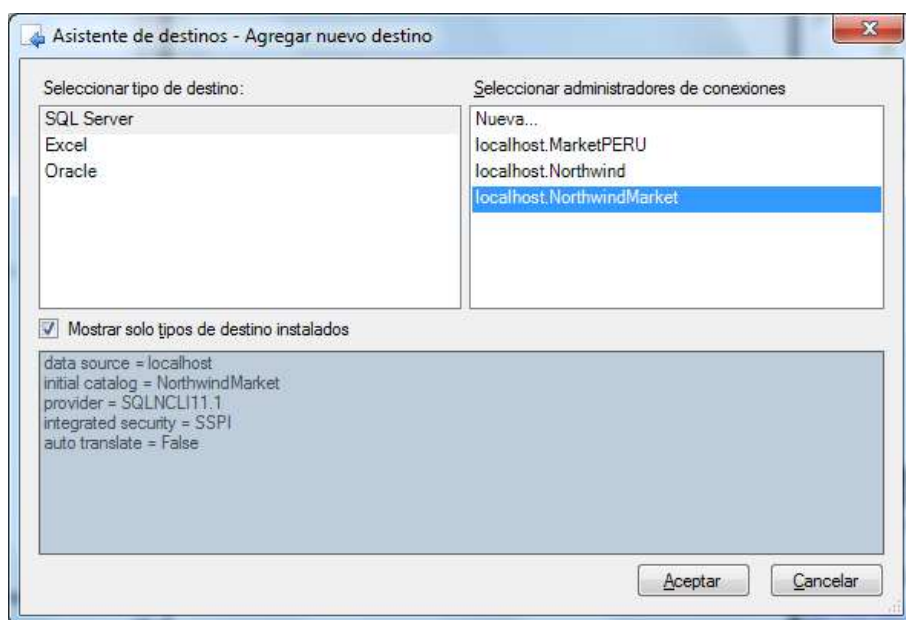 Asistente de destinos - Agregar nuevo destino
Seleccionar tipo de destino:
SQL Server
Excel
Oracle
Seleccionar administradores de conexiones
Nueva...
localhost.MarketPERU
localhost.Northwind
localhost.NorthwindMarket
Mostrar solo tipos de destino instalados
data source = localhost
initial catalog = NorthwindMarket
provider = SQLNCLI11.1
integrated security = SSPI
auto translate = False
Aceptar
Cancelar